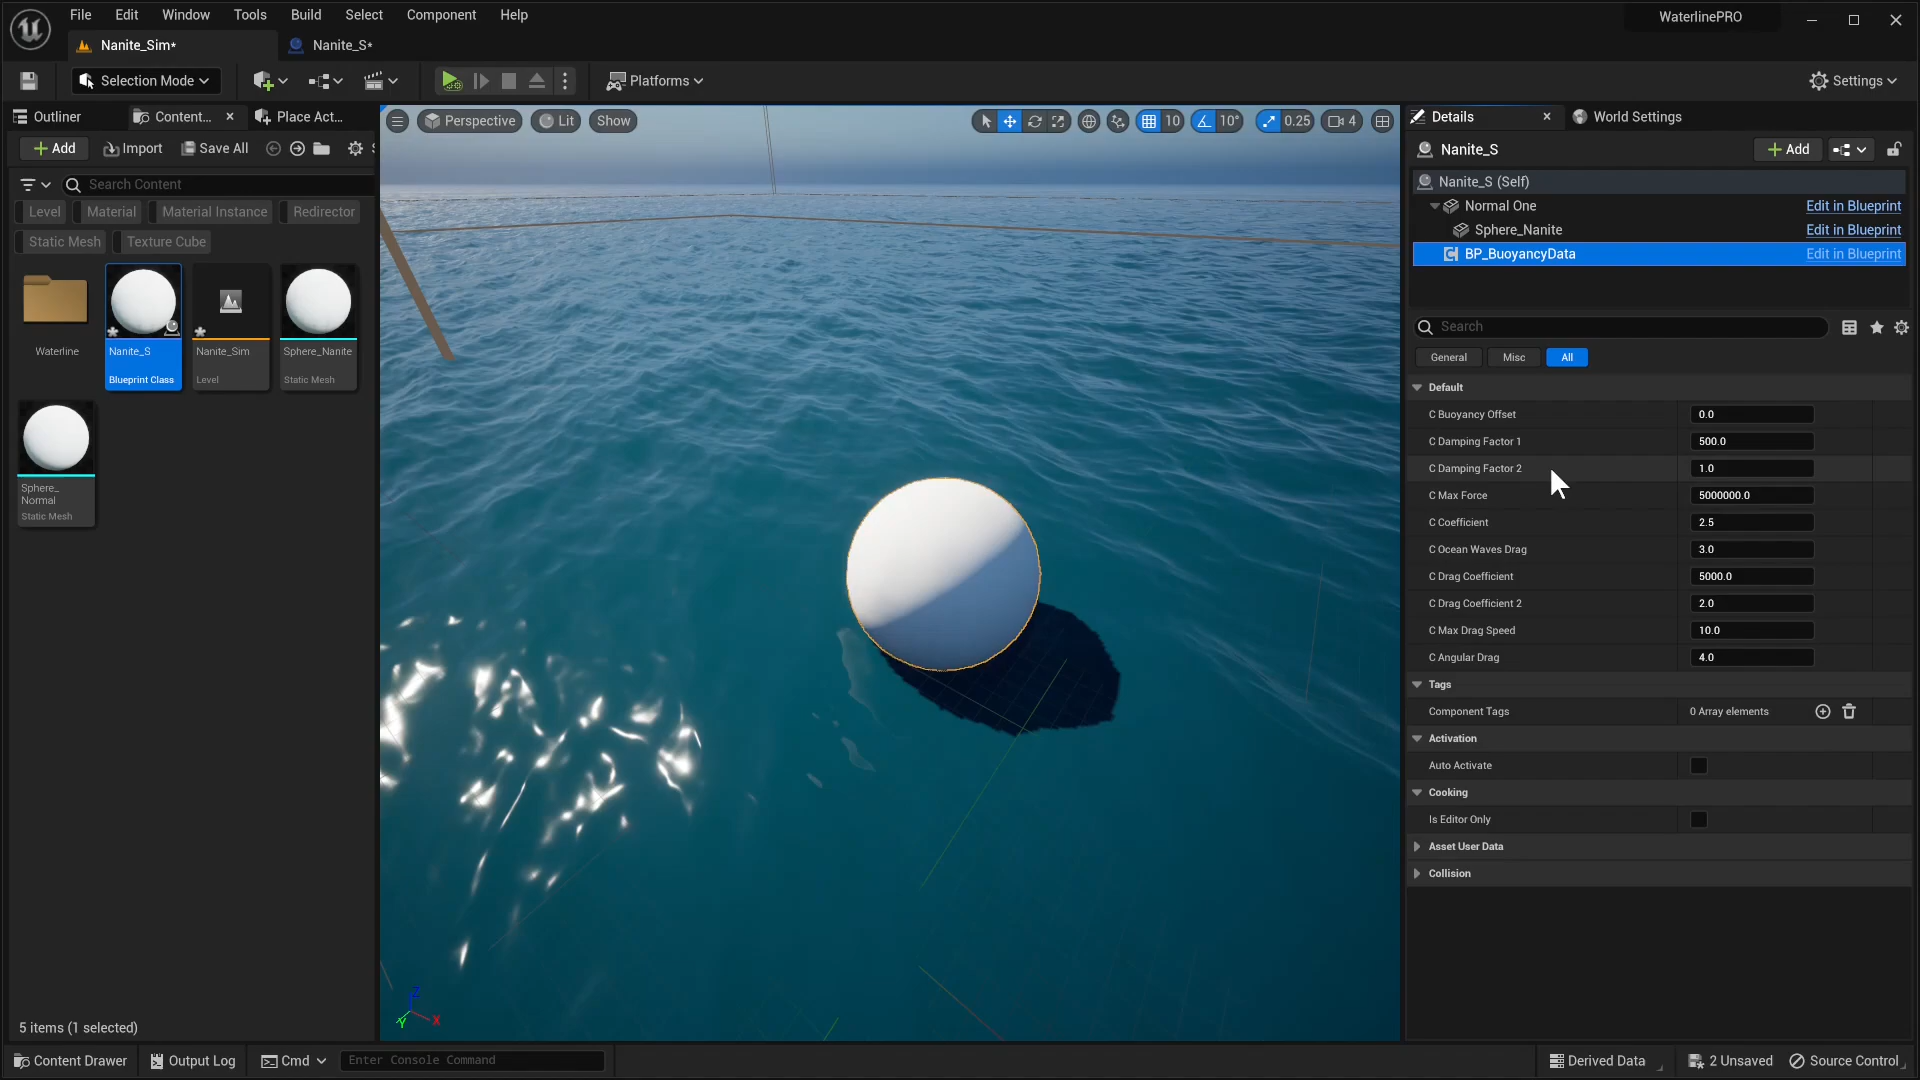 File Edit Window Tools Build Select Component Help
WaterlinePRO
Nanite_Sim* Nanite_S*
Selection Mode
Platforms
Settings
Outliner Content... Place Act...
Perspective Lit Show
10 10° 0.25 4
Details World Settings
Add Import Save All
Nanite_S
Add
Search Content
Nanite_S (Self)
Level Material Material Instance Redirector
Normal One Edit in Blueprint
Static Mesh Texture Cube
Sphere_Nanite Edit in Blueprint
BP_BuoyancyData Edit in Blueprint
Search
Waterline
Nanite_S
Blueprint Class
Nanite_Sim
Level
Sphere_Nanite
Static Mesh
General Misc All
Default
C Buoyancy Offset 0.0
C Damping Factor 1 500.0
C Damping Factor 2 1.0
C Max Force 5000000.0
C Coefficient 2.5
C Ocean Waves Drag 3.0
C Drag Coefficient 5000.0
C Drag Coefficient 2 2.0
C Max Drag Speed 10.0
C Angular Drag 4.0
Sphere_
Normal
Static Mesh
Tags
Component Tags 0 Array elements
Activation
Auto Activate
Cooking
Is Editor Only
Asset User Data
Collision
Z
Y X
5 items (1 selected)
Content Drawer Output Log Cmd Enter Console Command
Derived Data 2 Unsaved Source Control